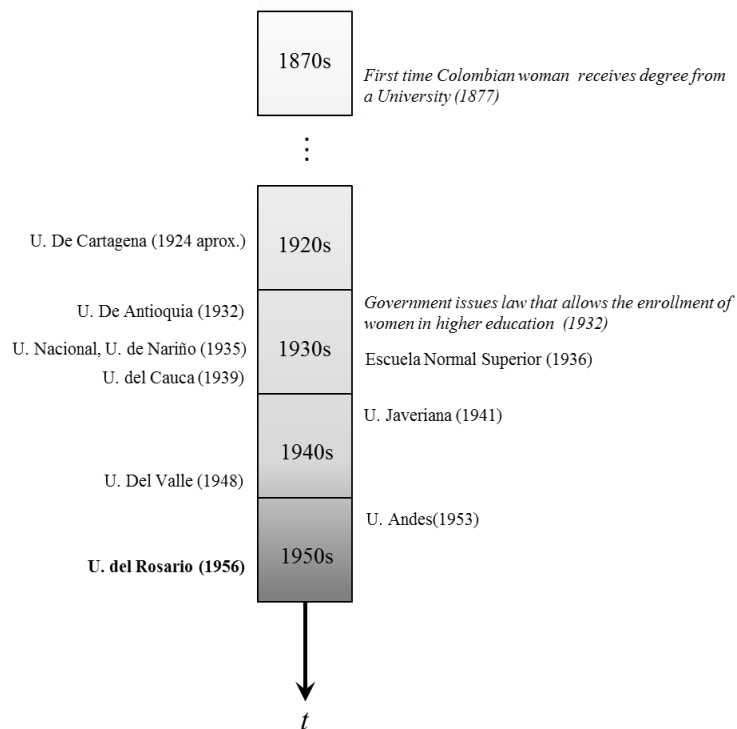 1870s
First time Colombian woman receives degree from
a University (1877)
⋮
U. De Cartagena (1924 aprox.)
1920s
U. De Antioquia (1932)
Government issues law that allows the enrollment of
women in higher education (1932)
U. Nacional, U. de Nariño (1935)
1930s
Escuela Normal Superior (1936)
U. del Cauca (1939)
U. Javeriana (1941)
1940s
U. Del Valle (1948)
U. Andes(1953)
U. del Rosario (1956)
1950s
t